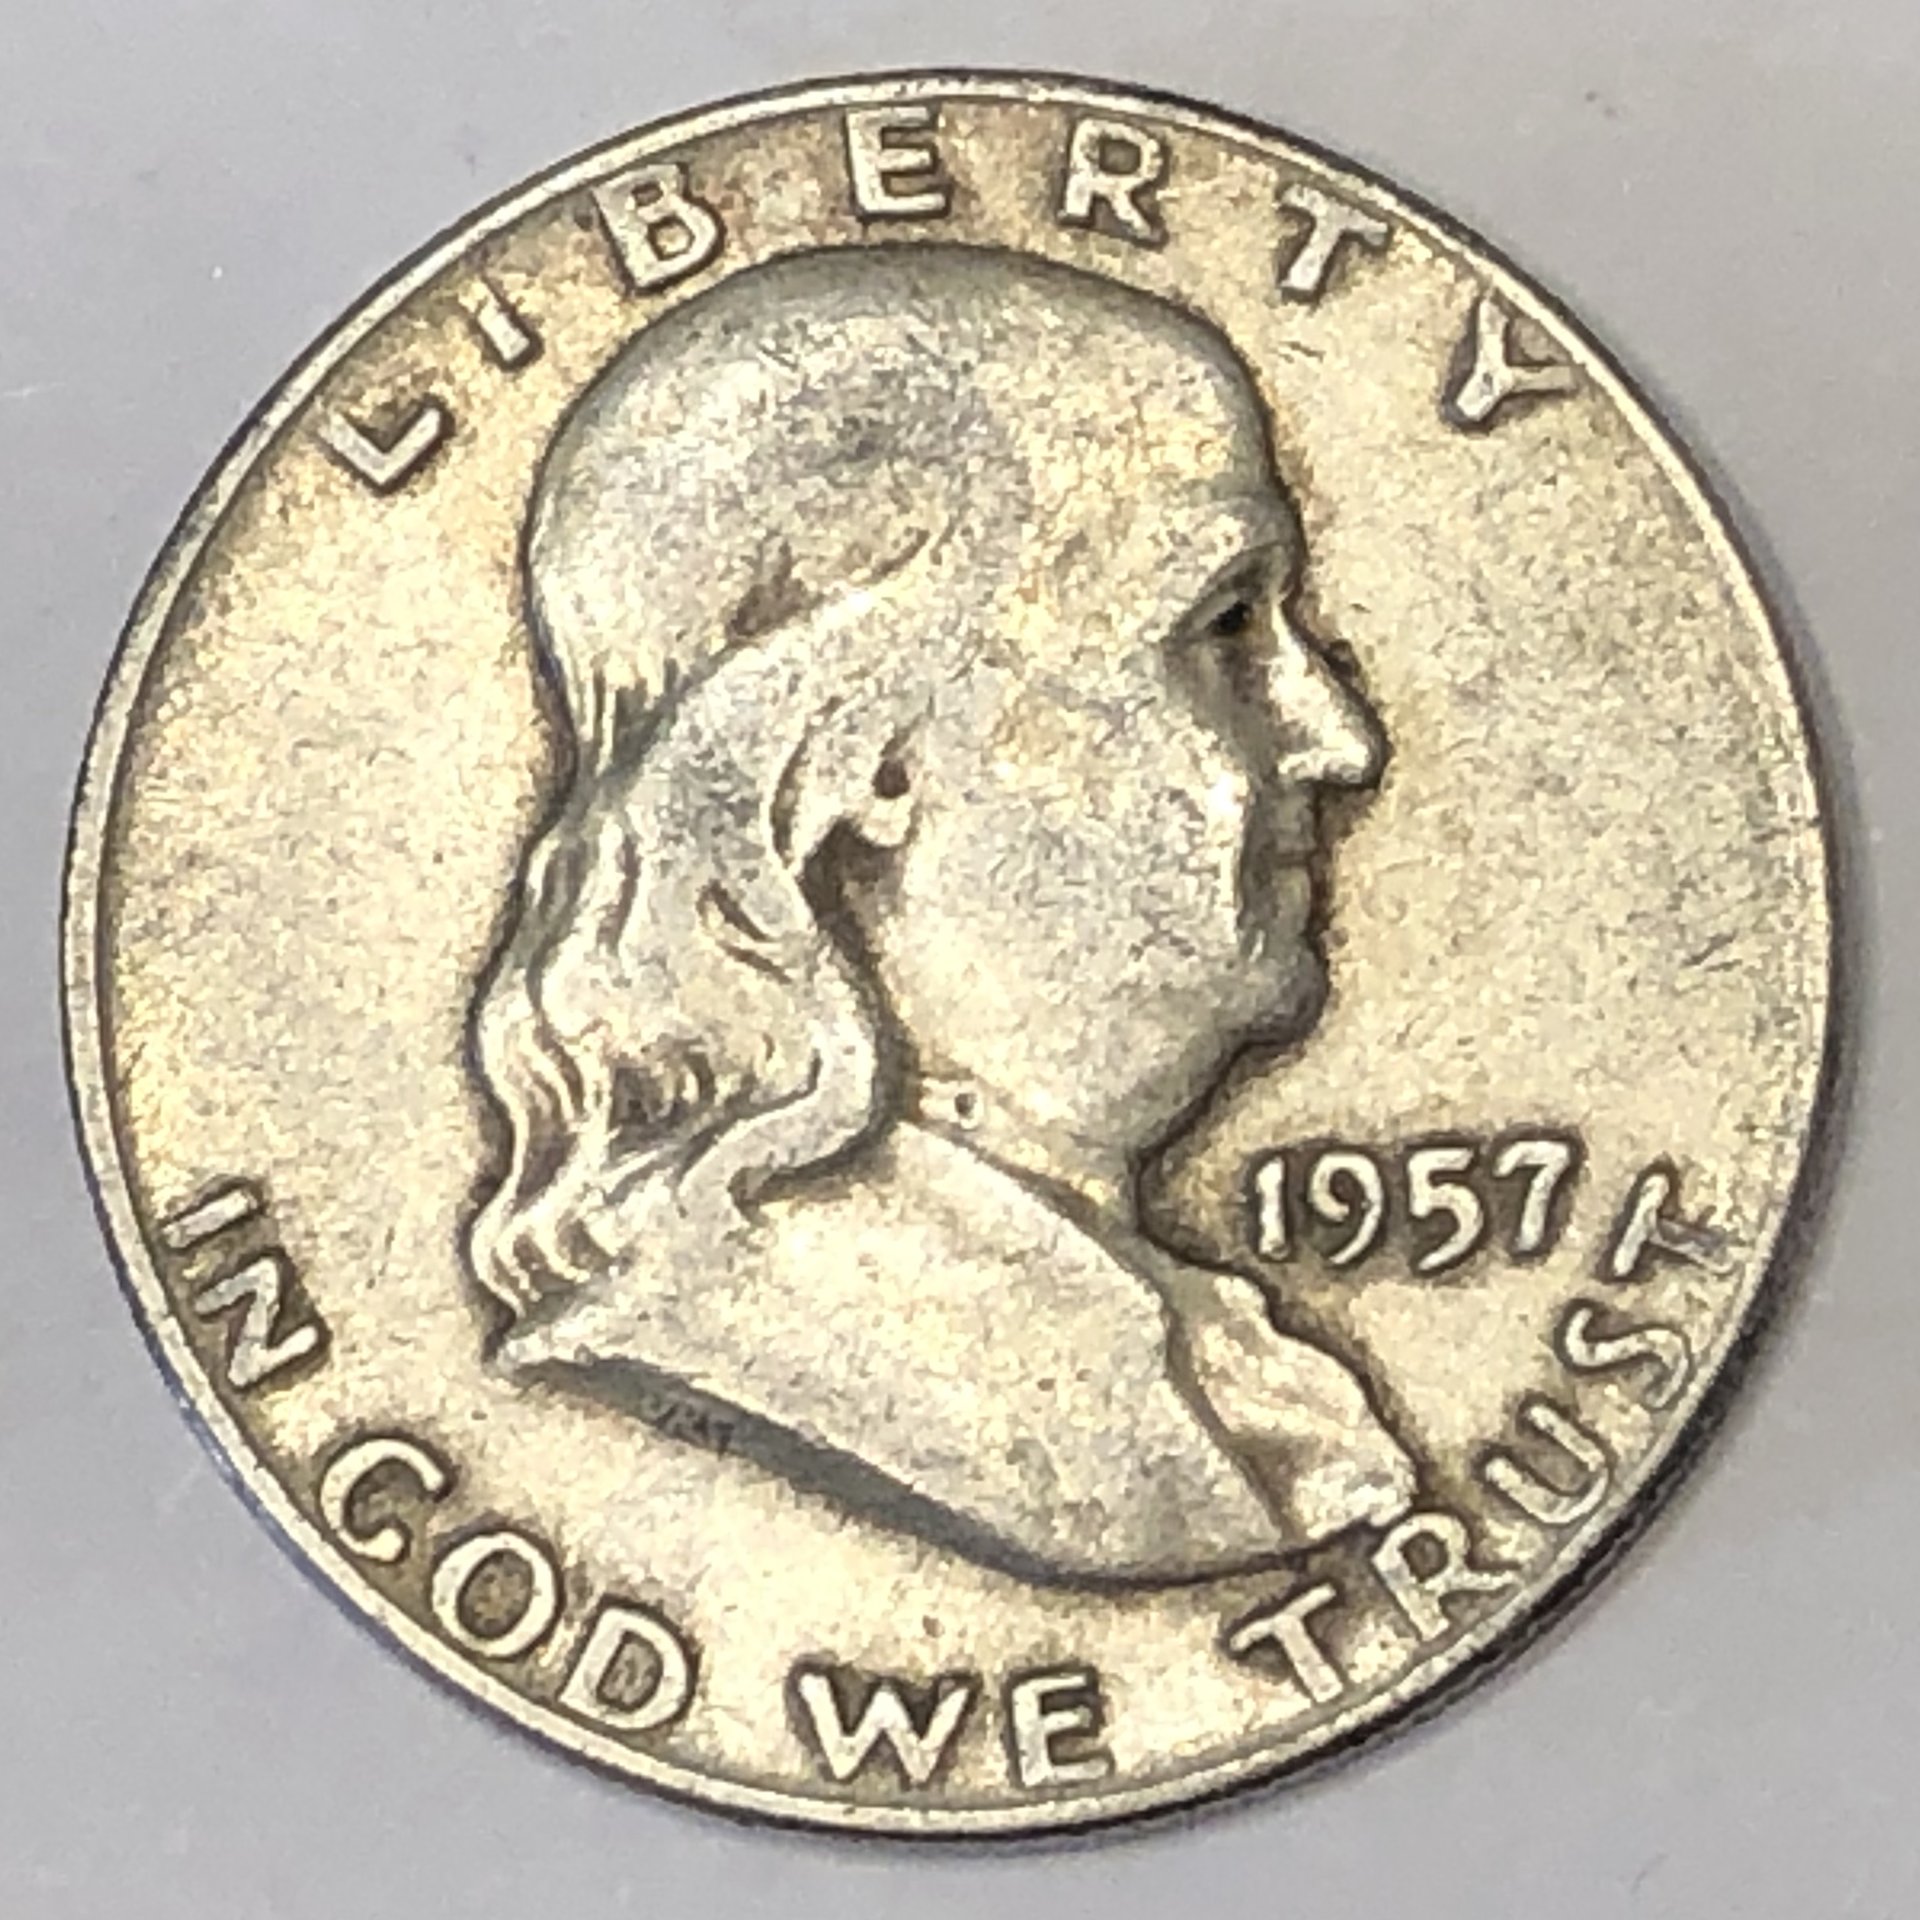 LIBERTY
1957
IN GOD WE TRUST